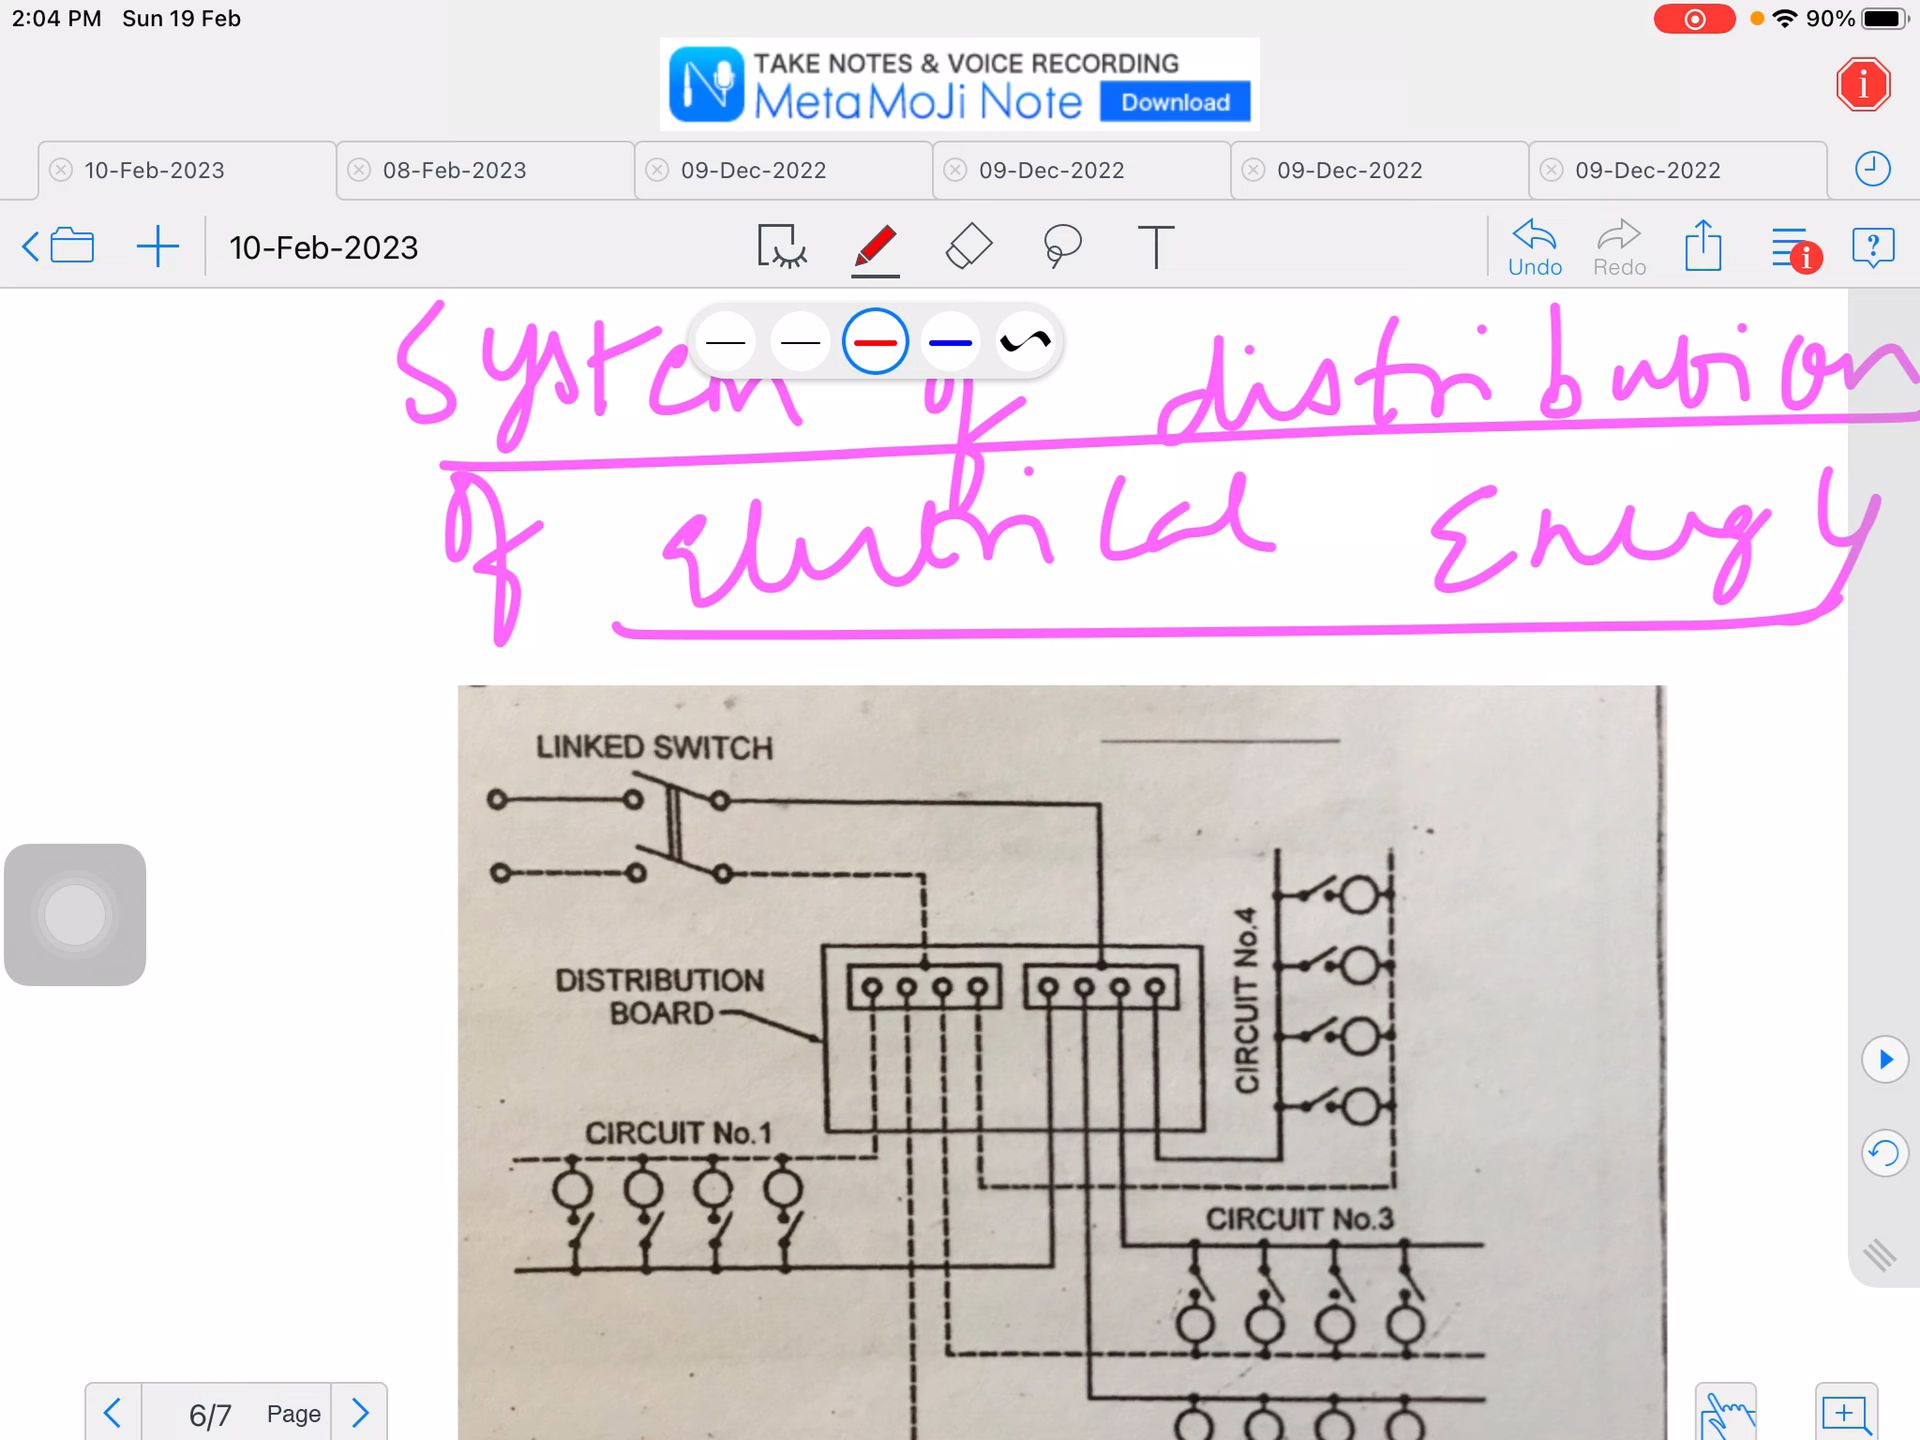 2:04 PM Sun 19 Feb
90%
TAKE NOTES & VOICE RECORDING
MetaMoJi Note Download
10-Feb-2023 08-Feb-2023 09-Dec-2022 09-Dec-2022 09-Dec-2022 09-Dec-2022
10-Feb-2023
T
Undo Redo
System of distribution
of Electrical Energy
LINKED SWITCH
DISTRIBUTION
BOARD
CIRCUIT No.4
CIRCUIT No.1
CIRCUIT No.3
6/7 Page